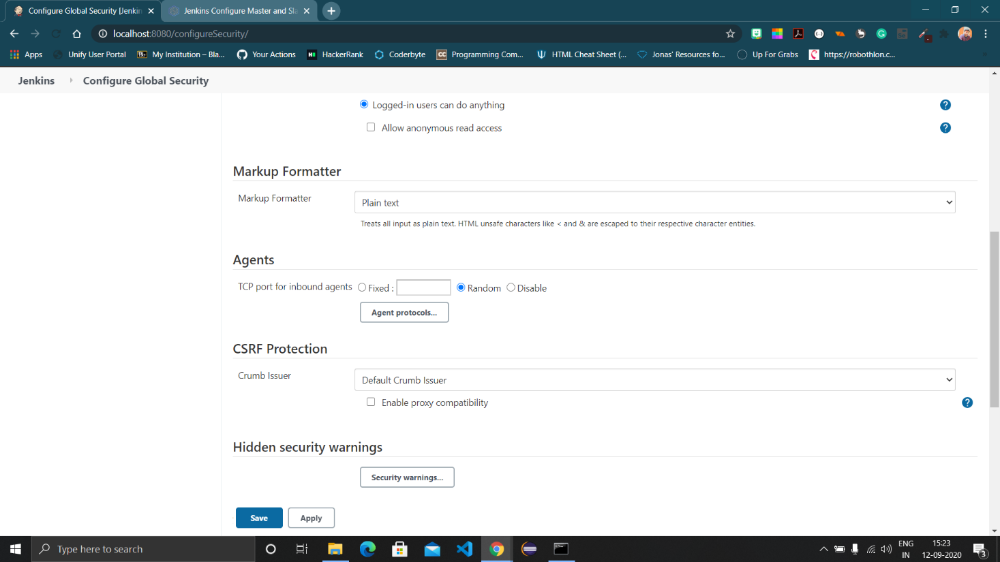 Configure Global Security [Jenkin
Jenkins Configure Master and Sla
localhost:8080/configureSecurity/
Apps
Unify User Portal
Bb
My Institution – Bla...
Your Actions
HackerRank
Coderbyte
CC
Programming Com...
HTML Cheat Sheet (...
Jonas' Resources fo...
Up For Grabs
https://robothlon.c...
Jenkins
Configure Global Security
Logged-in users can do anything
Allow anonymous read access
Markup Formatter
Markup Formatter
Plain text
Treats all input as plain text. HTML unsafe characters like < and & are escaped to their respective character entities.
Agents
TCP port for inbound agents
Fixed :
Random
Disable
Agent protocols...
CSRF Protection
Crumb Issuer
Default Crumb Issuer
Enable proxy compatibility
Hidden security warnings
Security warnings...
Save
Apply
Type here to search
ENG
IN
15:23
12-09-2020
3